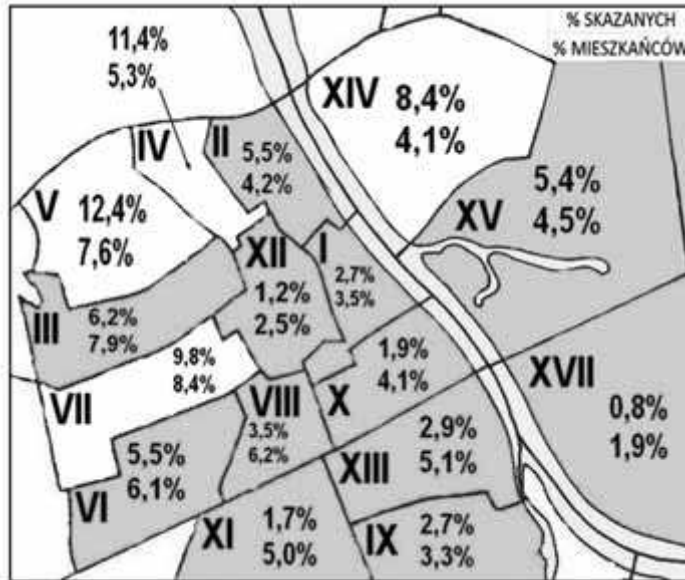 % SKAZANYCH
% MIESZKAŃCÓW
11,4%
5,3%
IV
XIV
8,4%
4,1%
II
5,5%
4,2%
V
12,4%
7,6%
XV
5,4%
4,5%
XII
1,2%
2,5%
I
2,7%
3,5%
III
6,2%
7,9%
VII
9,8%
8,4%
X
1,9%
4,1%
XVII
0,8%
1,9%
VIII
3,5%
6,2%
VI
5,5%
6,1%
XIII
2,9%
5,1%
XI
1,7%
5,0%
IX
2,7%
3,3%